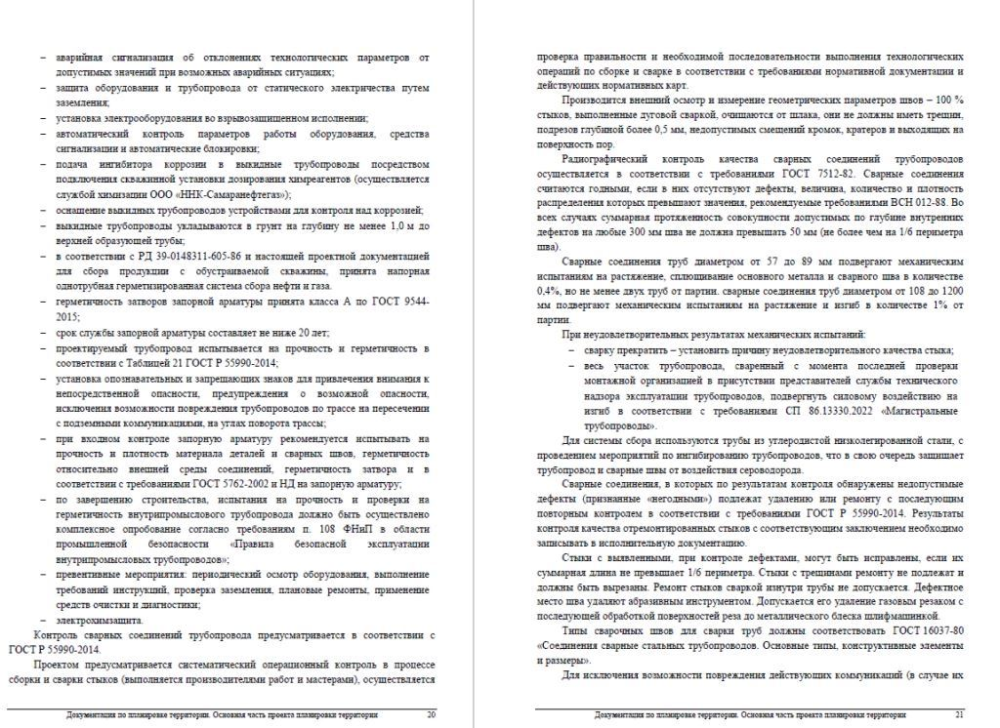 – аварийная сигнализация об отклонениях технологических параметров от
допустимых значений при возможных аварийных ситуациях;
– защита оборудования и трубопровода от статического электричества путем
заземления;
– установка электрооборудования во взрывозащищенном исполнении;
– автоматический контроль параметров работы оборудования, средства
сигнализации и автоматические блокировки;
– подача ингибитора коррозии в выкидные трубопроводы посредством
подключения скважинной установки дозирования химреагентов (осуществляется
службой химизации ООО «ННК-Самаранефтегаз»);
– оснащение выкидных трубопроводов устройствами для контроля над коррозией;
– выкидные трубопроводы укладываются в грунт на глубину не менее 1,0 м до
верхней образующей трубы;
– в соответствии с РД 39-0148311-605-86 и настоящей проектной документацией
для сбора продукции с обустраиваемой скважины, принята напорная
однотрубная герметизированная система сбора нефти и газа.
– герметичность затворов запорной арматуры принята класса А по ГОСТ 9544-
2015;
– срок службы запорной арматуры составляет не ниже 20 лет;
– проектируемый трубопровод испытывается на прочность и герметичность в
соответствии с Таблицей 21 ГОСТ Р 55990-2014;
– установка опознавательных и запрещающих знаков для привлечения внимания к
непосредственной опасности, предупреждения о возможной опасности,
исключения возможности повреждения трубопроводов по трассе на пересечении
с подземными коммуникациями, на углах поворота трассы;
– при входном контроле запорную арматуру рекомендуется испытывать на
прочность и плотность материала деталей и сварных швов, герметичность
относительно внешней среды соединений, герметичность затвора и в
соответствии с требованиями ГОСТ 5762-2002 и НД на запорную арматуру;
– по завершению строительства, испытания на прочность и проверки на
герметичность внутрипромыслового трубопровода должно быть осуществлено
комплексное опробование согласно требованиям п. 108 ФНиП в области
промышленной безопасности «Правила безопасной эксплуатации
внутрипромысловых трубопроводов»;
– превентивные мероприятия: периодический осмотр оборудования, выполнение
требований инструкций, проверка заземления, плановые ремонты, применение
средств очистки и диагностики;
– электрохимзащита.
Контроль сварных соединений трубопровода предусматривается в соответствии с
ГОСТ Р 55990-2014.
Проектом предусматривается систематический операционный контроль в процессе
сборки и сварки стыков (выполняется производителями работ и мастерами), осуществляется
Документация по планировке территории. Основная часть проекта планировки территории 20
проверка правильности и необходимой последовательности выполнения технологических
операций по сборке и сварке в соответствии с требованиями нормативной документации и
действующих нормативных карт.
Производится внешний осмотр и измерение геометрических параметров швов – 100 %
стыков, выполненные дуговой сваркой, очищаются от шлака, они не должны иметь трещин,
подрезов глубиной более 0,5 мм, недопустимых смещений кромок, кратеров и выходящих на
поверхность пор.
Радиографический контроль качества сварных соединений трубопроводов
осуществляется в соответствии с требованиями ГОСТ 7512-82. Сварные соединения
считаются годными, если в них отсутствуют дефекты, величина, количество и плотность
распределения которых превышают значения, рекомендуемые требованиями ВСН 012-88. Во
всех случаях суммарная протяженность совокупности допустимых по глубине внутренних
дефектов на любые 300 мм шва не должна превышать 50 мм (не более чем на 1/6 периметра
шва).
Сварные соединения труб диаметром от 57 до 89 мм подвергают механическим
испытаниям на растяжение, сплющивание основного металла и сварного шва в количестве
0,4%, но не менее двух труб от партии. сварные соединения труб диаметром от 108 до 1200
мм подвергают механическим испытаниям на растяжение и изгиб в количестве 1% от
партии.
При неудовлетворительных результатах механических испытаний:
– сварку прекратить – установить причину неудовлетворительного качества стыка;
– весь участок трубопровода, сваренный с момента последней проверки
монтажной организацией в присутствии представителей службы технического
надзора эксплуатации трубопроводов, подвергнуть силовому воздействию на
изгиб в соответствии с требованиями СП 86.13330.2022 «Магистральные
трубопроводы».
Для системы сбора используются трубы из углеродистой низколегированной стали, с
проведением мероприятий по ингибированию трубопроводов, что в свою очередь защищает
трубопровод и сварные швы от воздействия сероводорода.
Сварные соединения, в которых по результатам контроля обнаружены недопустимые
дефекты (признанные «негодными») подлежат удалению или ремонту с последующим
повторным контролем в соответствии с требованиями ГОСТ Р 55990-2014. Результаты
контроля качества отремонтированных стыков с соответствующим заключением необходимо
записывать в исполнительную документацию.
Стыки с выявленными, при контроле дефектами, могут быть исправлены, если их
суммарная длина не превышает 1/6 периметра. Стыки с трещинами ремонту не подлежат и
должны быть вырезаны. Ремонт стыков сваркой изнутри трубы не допускается. Дефектное
место шва удаляют абразивным инструментом. Допускается его удаление газовым резаком с
последующей обработкой поверхностей реза до металлического блеска шлифмашинкой.
Типы сварочных швов для сварки труб должны соответствовать ГОСТ 16037-80
«Соединения сварные стальных трубопроводов. Основные типы, конструктивные элементы
и размеры».
Для исключения возможности повреждения действующих коммуникаций (в случае их
Документация по планировке территории. Основная часть проекта планировки территории 21